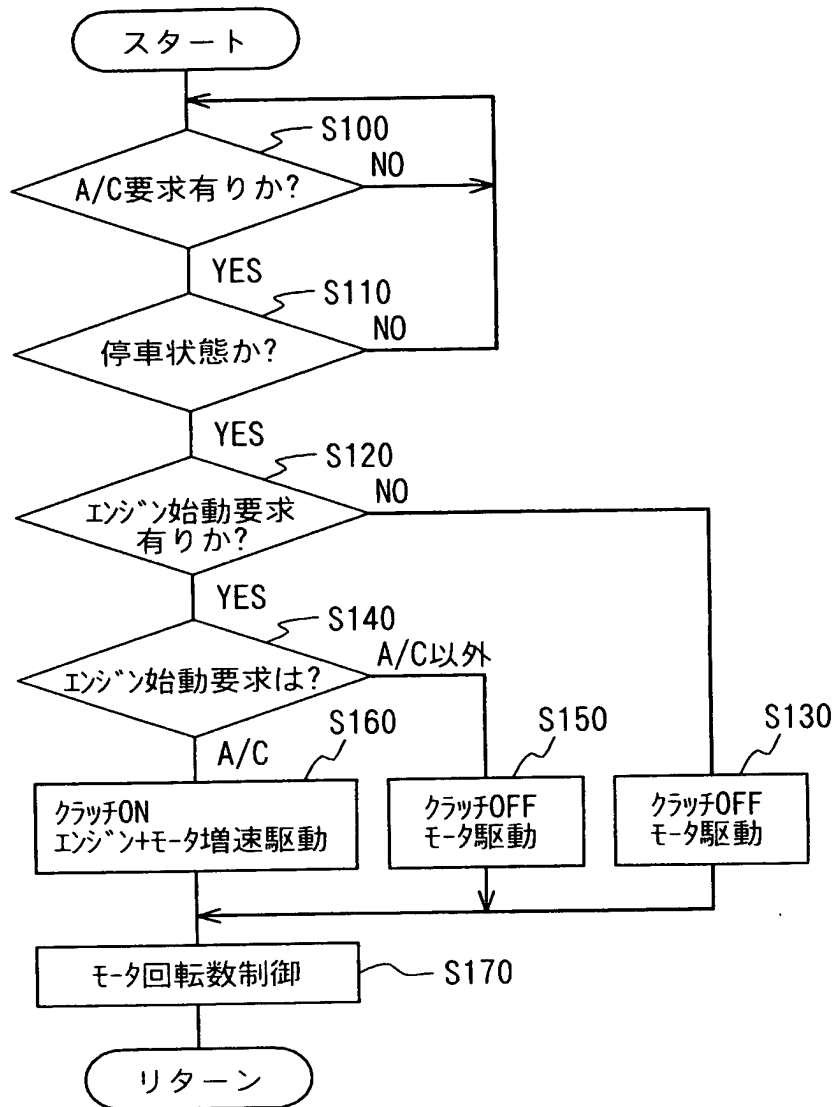 スタート
S100
A/C要求有りか?
NO
YES
S110
停車状態か?
NO
YES
S120
ｴﾝｼﾞﾝ始動要求
有りか?
NO
YES
S140
ｴﾝｼﾞﾝ始動要求は?
A/C以外
A/C
S160
ｸﾗｯﾁON
ｴﾝｼﾞﾝ+ﾓｰﾀ増速駆動
S150
ｸﾗｯﾁOFF
ﾓｰﾀ駆動
S130
ｸﾗｯﾁOFF
ﾓｰﾀ駆動
ﾓｰﾀ回転数制御
S170
リターン